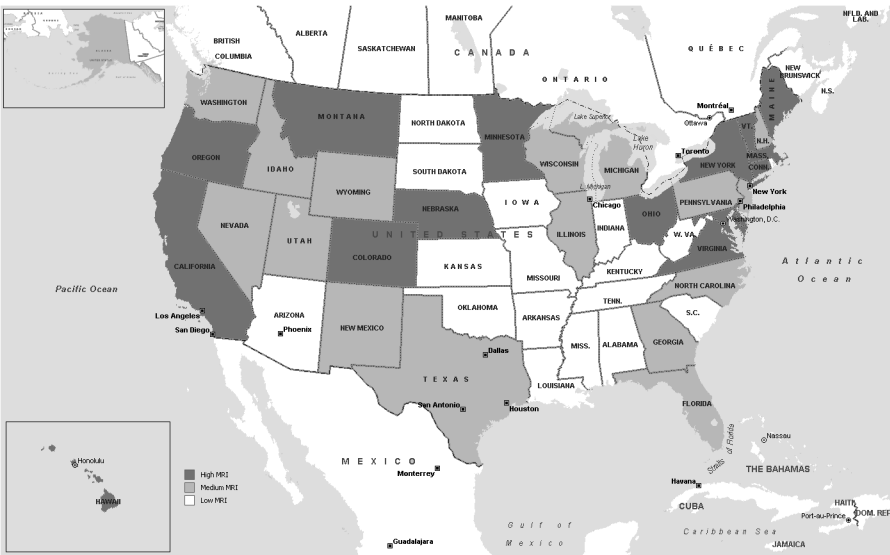 NFLD. AND
LAB.
MANITOBA
ALBERTA
BRITISH
COLUMBIA
SASKATCHEWAN
CANADA
QUÉBEC
ONTARIO
NEW
BRUNSWICK
N.S.
MAINE
Montréal
Ottawa
WASHINGTON
MONTANA
NORTH DAKOTA
MINNESOTA
Lake Superior
Lake
Huron
VT.
N.H.
Toronto
OREGON
IDAHO
WISCONSIN
MICHIGAN
NEW YORK
MASS.
CONN.
SOUTH DAKOTA
WYOMING
L. Michigan
New York
Chicago
IOWA
PENNSYLVANIA
Philadelphia
NEBRASKA
OHIO
Washington, D.C.
NEVADA
UTAH
UNITED STATES
ILLINOIS
INDIANA
W. VA.
VIRGINIA
COLORADO
CALIFORNIA
KANSAS
MISSOURI
KENTUCKY
Atlantic
Ocean
Pacific Ocean
NORTH CAROLINA
TENN.
Los Angeles
San Diego
ARIZONA
Phoenix
NEW MEXICO
OKLAHOMA
ARKANSAS
S.C.
MISS.
ALABAMA
GEORGIA
Dallas
TEXAS
LOUISIANA
San Antonio
Houston
FLORIDA
Straits of Florida
Nassau
THE BAHAMAS
MEXICO
Monterrey
Havana
CUBA
HAITI
DOM. REP
Port-au-Prince
Gulf of
Mexico
Caribbean Sea
JAMAICA
Guadalajara
Honolulu
HAWAII
High MRI
Medium MRI
Low MRI